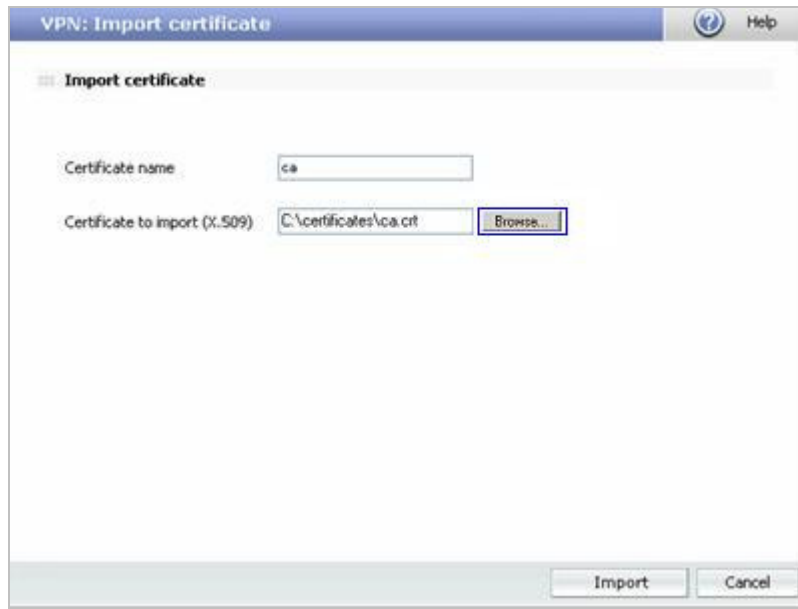 VPN: Import certificate
Help
Import certificate
Certificate name
ca
Certificate to import (X.509)
C:\certificates\ca.crt
Browse...
Import
Cancel